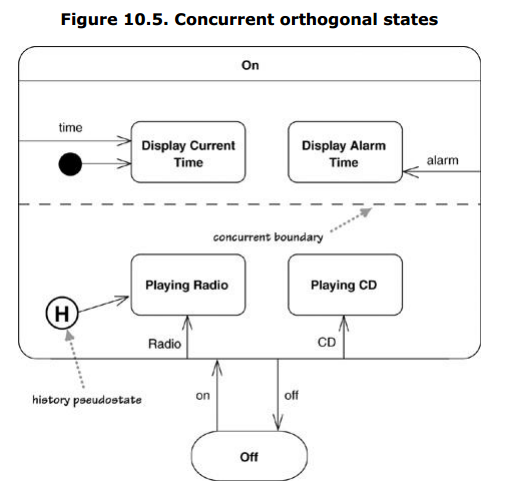 Figure 10.5. Concurrent orthogonal states
On
time
Display Current
Time
Display Alarm
Time
alarm
concurrent boundary
Playing Radio
Playing CD
H
Radio
CD
history pseudostate
on
off
Off